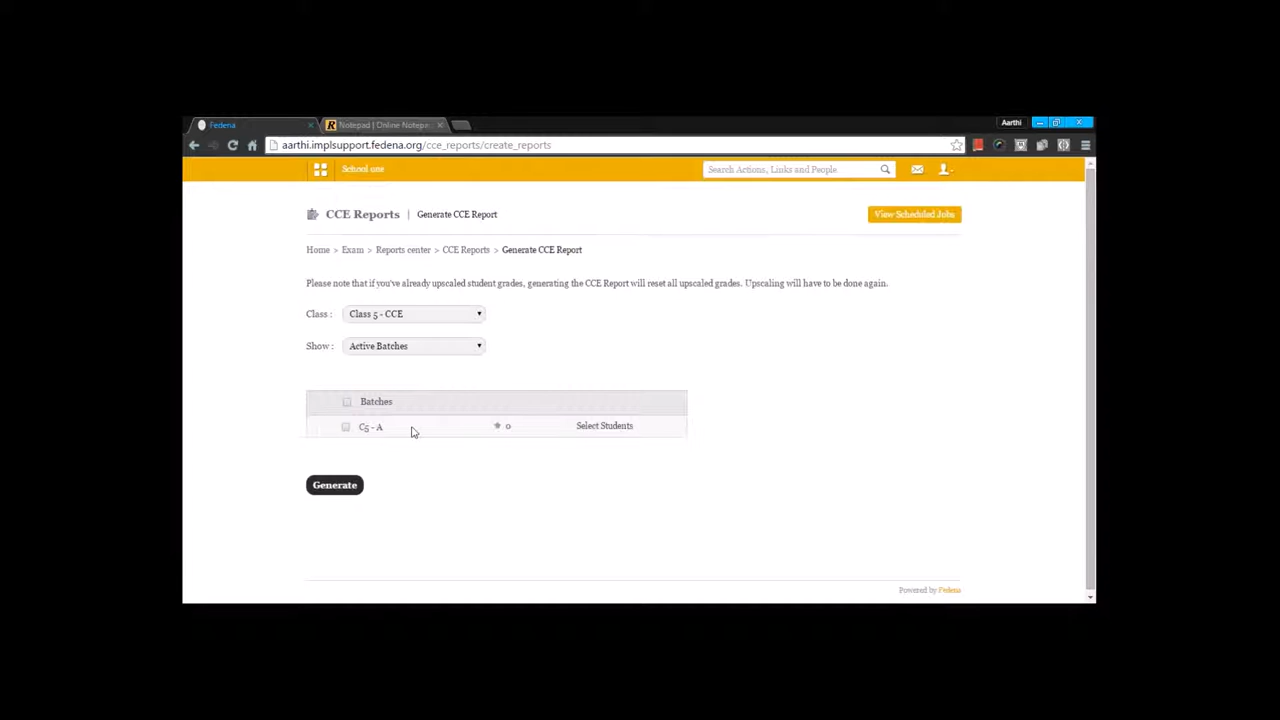 Fedena
Notepad | Online Notepa
Aarthi
aarthi.implsupport.fedena.org/cce_reports/create_reports
School one
Search Actions, Links and People
CCE Reports | Generate CCE Report
View Scheduled Jobs
Home > Exam > Reports center > CCE Reports > Generate CCE Report
Please note that if you've already upscaled student grades, generating the CCE Report will reset all upscaled grades. Upscaling will have to be done again.
Class : Class 5 - CCE
Show : Active Batches
Batches
C5 - A 0 Select Students
Generate
Powered by Fedena